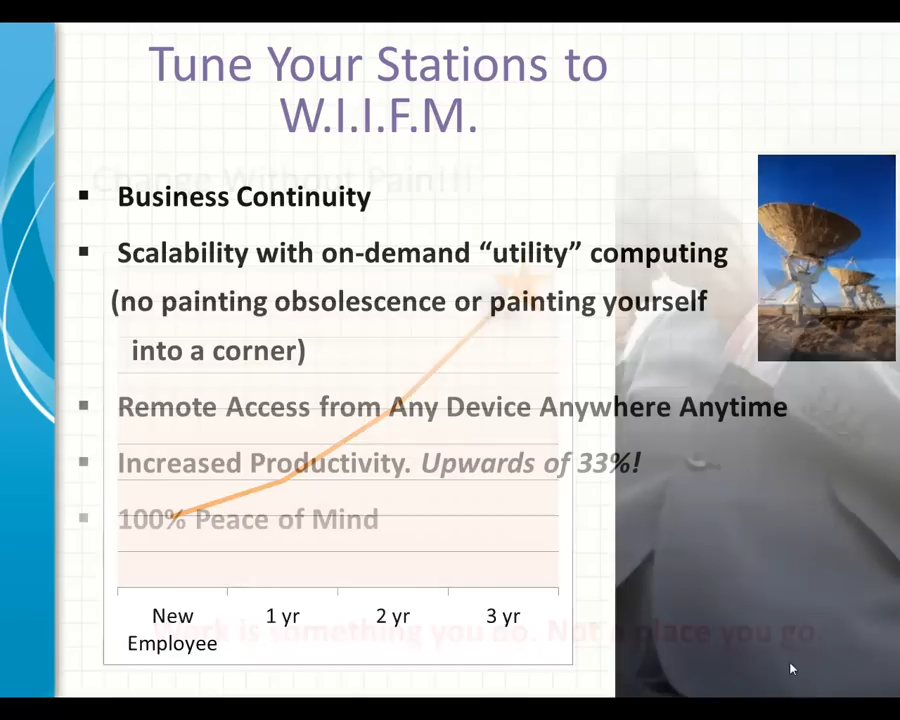 Tune Your Stations to
W.I.I.F.M.
Change Without Pain!!!
▪ Business Continuity
▪ Scalability with on-demand “utility” computing
(no painting obsolescence or painting yourself
into a corner)
▪ Remote Access from Any Device Anywhere Anytime
▪ Increased Productivity. Upwards of 33%!
▪ 100% Peace of Mind
New 1 yr 2 yr 3 yr
Employee
Work is something you do. Not a place you go.